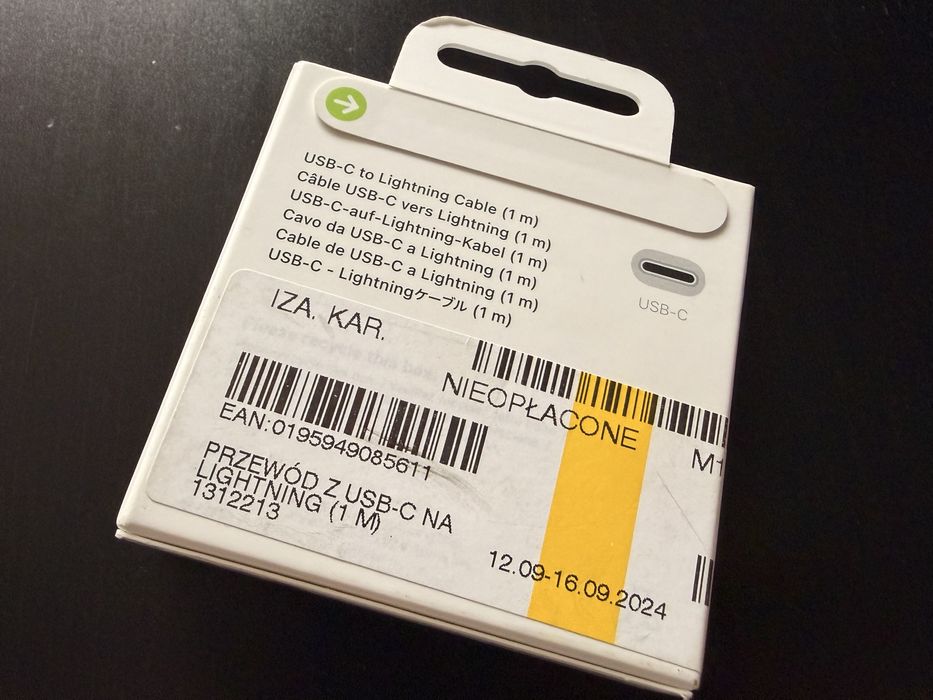 USB-C to Lightning Cable (1 m)
Câble USB-C vers Lightning (1 m)
USB-C-auf-Lightning-Kabel (1 m)
Cavo da USB-C a Lightning (1 m)
Cable de USB-C a Lightning (1 m)
USB-C - Lightningケーブル (1 m)
USB-C
IZA. KAR.
NIEOPŁACONE
M1
EAN:0195949085611
PRZEWÓD Z USB-C NA
LIGHTNING (1 M)
1312213
12.09-16.09.2024